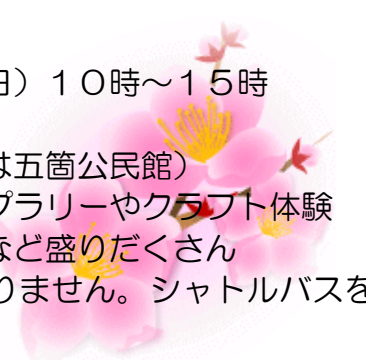 日）１０時～１５時
は五箇公民館）
プラリーやクラフト体験
など盛りだくさん
りません。シャトルバスを